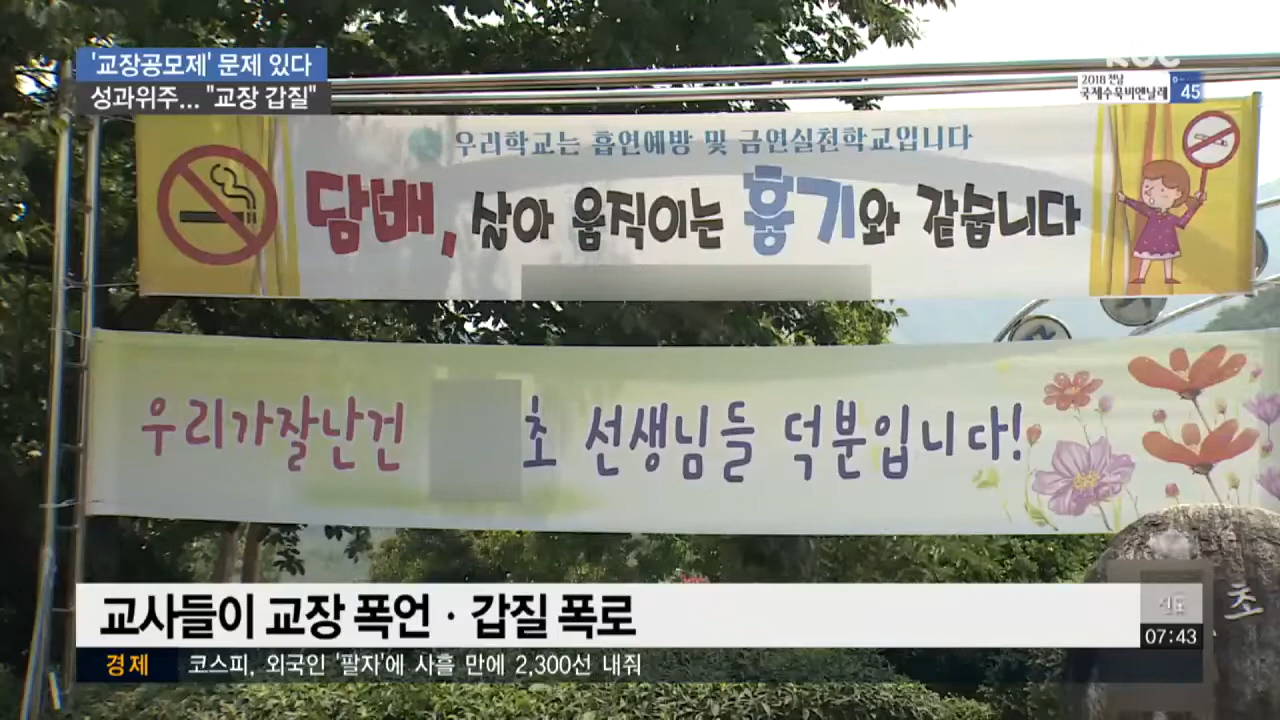 '교장공모제' 문제 있다
성과위주... "교장 갑질"
kbc
2018 전남
국제수묵비엔날레
D-
45
우리학교는 흡연예방 및 금연실천학교입니다
담배, 살아 움직이는 흉기와 같습니다
우리가잘난건
초 선생님들 덕분입니다!
초
교사들이 교장 폭언·갑질 폭로
07:43
경제
코스피, 외국인 '팔자'에 사흘 만에 2,300선 내줘